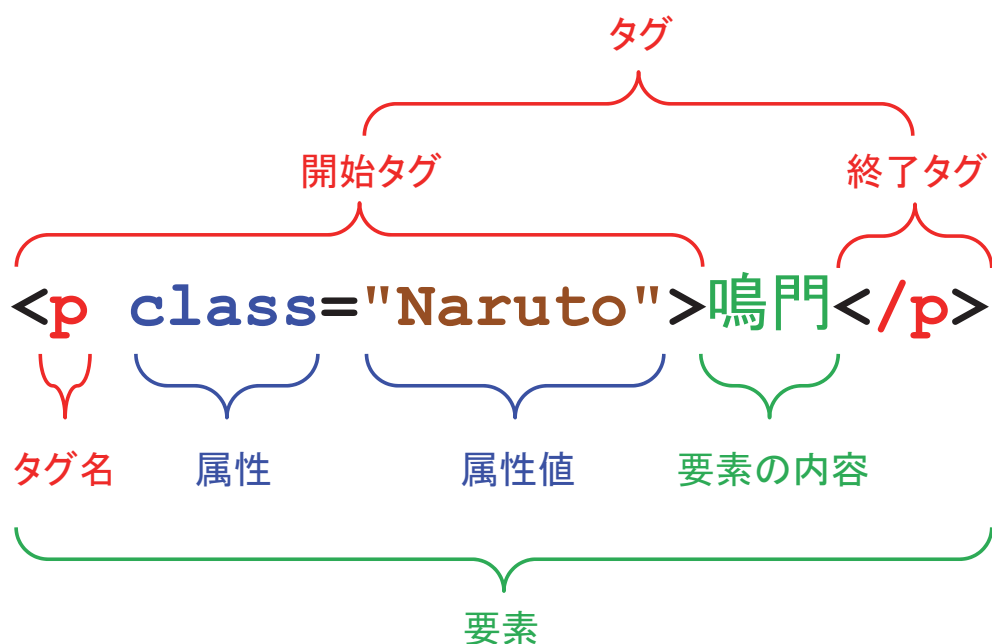 タグ
開始タグ 終了タグ
<p class="Naruto">鳴門</p>
タグ名 属性 属性値 要素の内容
要素